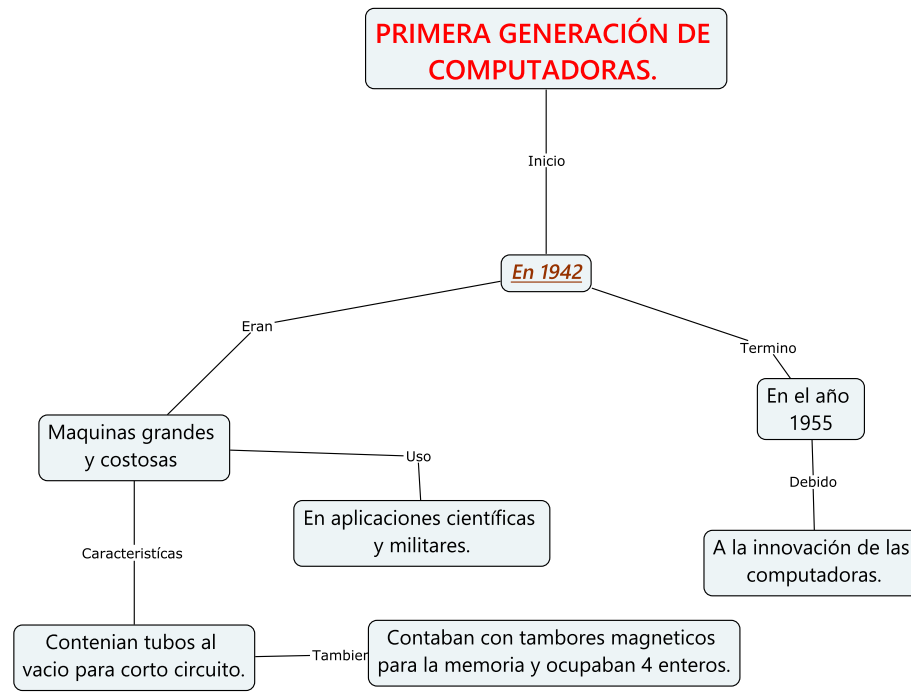 PRIMERA GENERACIÓN DE
COMPUTADORAS.
Inicio
En 1942
Eran
Termino
En el año
1955
Maquinas grandes
y costosas
Uso
Debido
En aplicaciones científicas
y militares.
A la innovación de las
computadoras.
Caracteristícas
Contenian tubos al
vacio para corto circuito.
Tambien
Contaban con tambores magneticos
para la memoria y ocupaban 4 enteros.